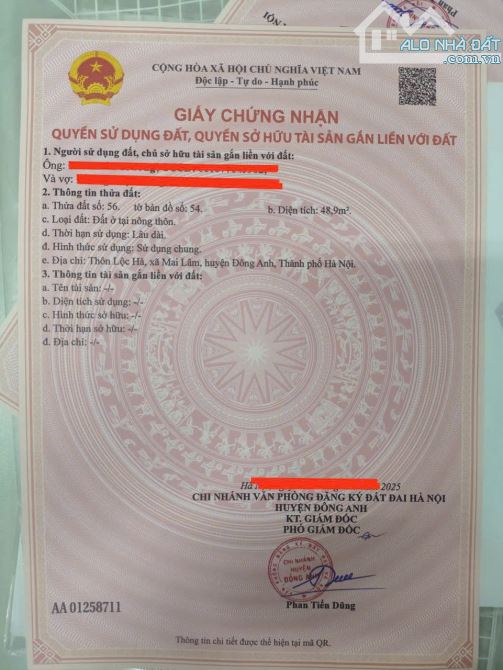 ALO NHÀ ĐẤT
.com.vn
CỘNG HÒA XÃ HỘI CHỦ NGHĨA VIỆT NAM
Độc lập - Tự do - Hạnh phúc
GIẤY CHỨNG NHẬN
QUYỀN SỬ DỤNG ĐẤT, QUYỀN SỞ HỮU TÀI SẢN GẮN LIỀN VỚI ĐẤT
1. Người sử dụng đất, chủ sở hữu tài sản gắn liền với đất:
Ông:
Và vợ:
2. Thông tin thửa đất:
a. Thửa đất số: 56. tờ bản đồ số: 54. b. Diện tích: 48,9m².
c. Loại đất: Đất ở tại nông thôn.
d. Thời hạn sử dụng: Lâu dài.
đ. Hình thức sử dụng: Sử dụng chung.
e. Địa chỉ: Thôn Lộc Hà, xã Mai Lâm, huyện Đông Anh, Thành phố Hà Nội.
3. Thông tin tài sản gắn liền với đất:
a. Tên tài sản: -/-
b. Diện tích sử dụng: -/-
c. Hình thức sở hữu: -/-
d. Thời hạn sở hữu: -/-
đ. Địa chỉ: -/-
2025
CHI NHÁNH VĂN PHÒNG ĐĂNG KÝ ĐẤT ĐAI HÀ NỘI
HUYỆN ĐÔNG ANH
KT. GIÁM ĐỐC
PHÓ GIÁM ĐỐC
CHI NHÁNH
HUYỆN
ĐÔNG ANH
Phan Tiến Dũng
AA 01258711
Thông tin chi tiết được thể hiện tại mã QR.